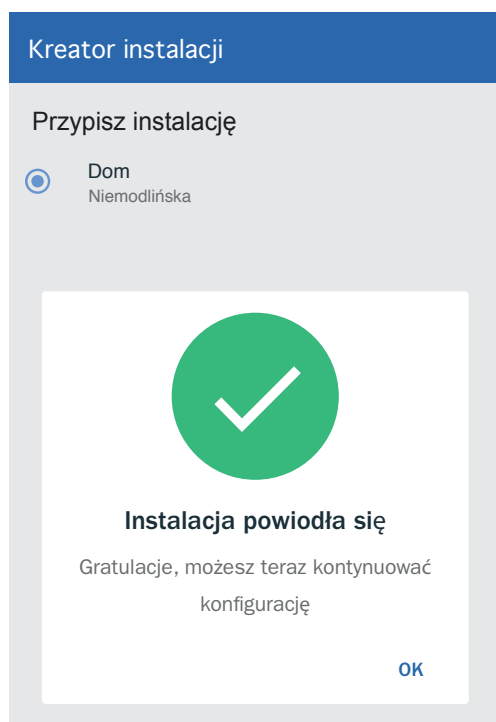 Kreator instalacji
Przypisz instalację
Dom
Niemodlińska
Instalacja powiodła się
Gratulacje, możesz teraz kontynuować
konfigurację
OK